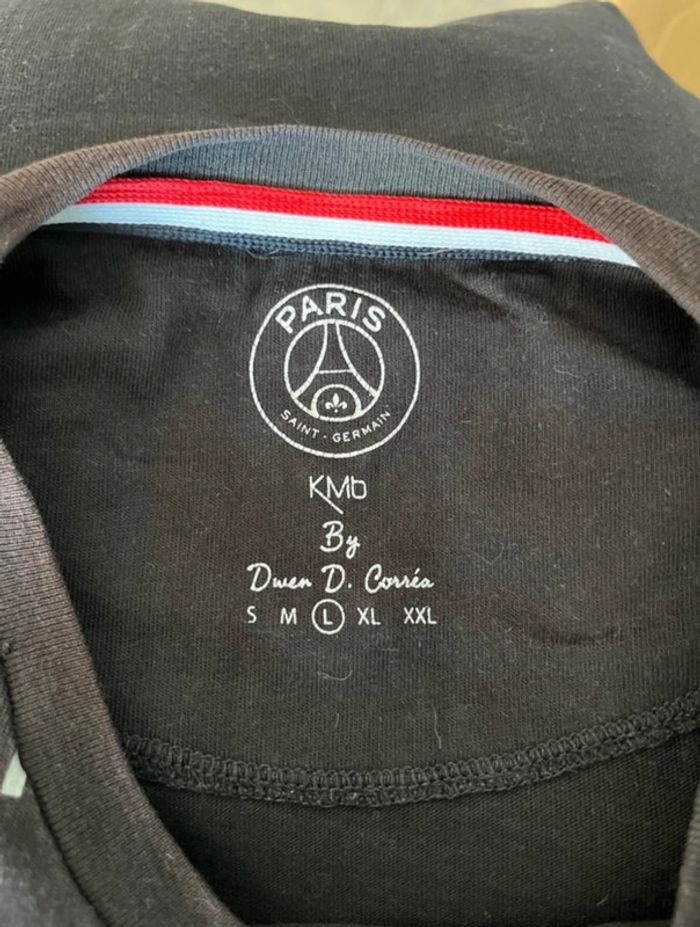 PARIS
SAINT - GERMAIN
KMb
By
Dwen D. Corréa
S M L XL XXL